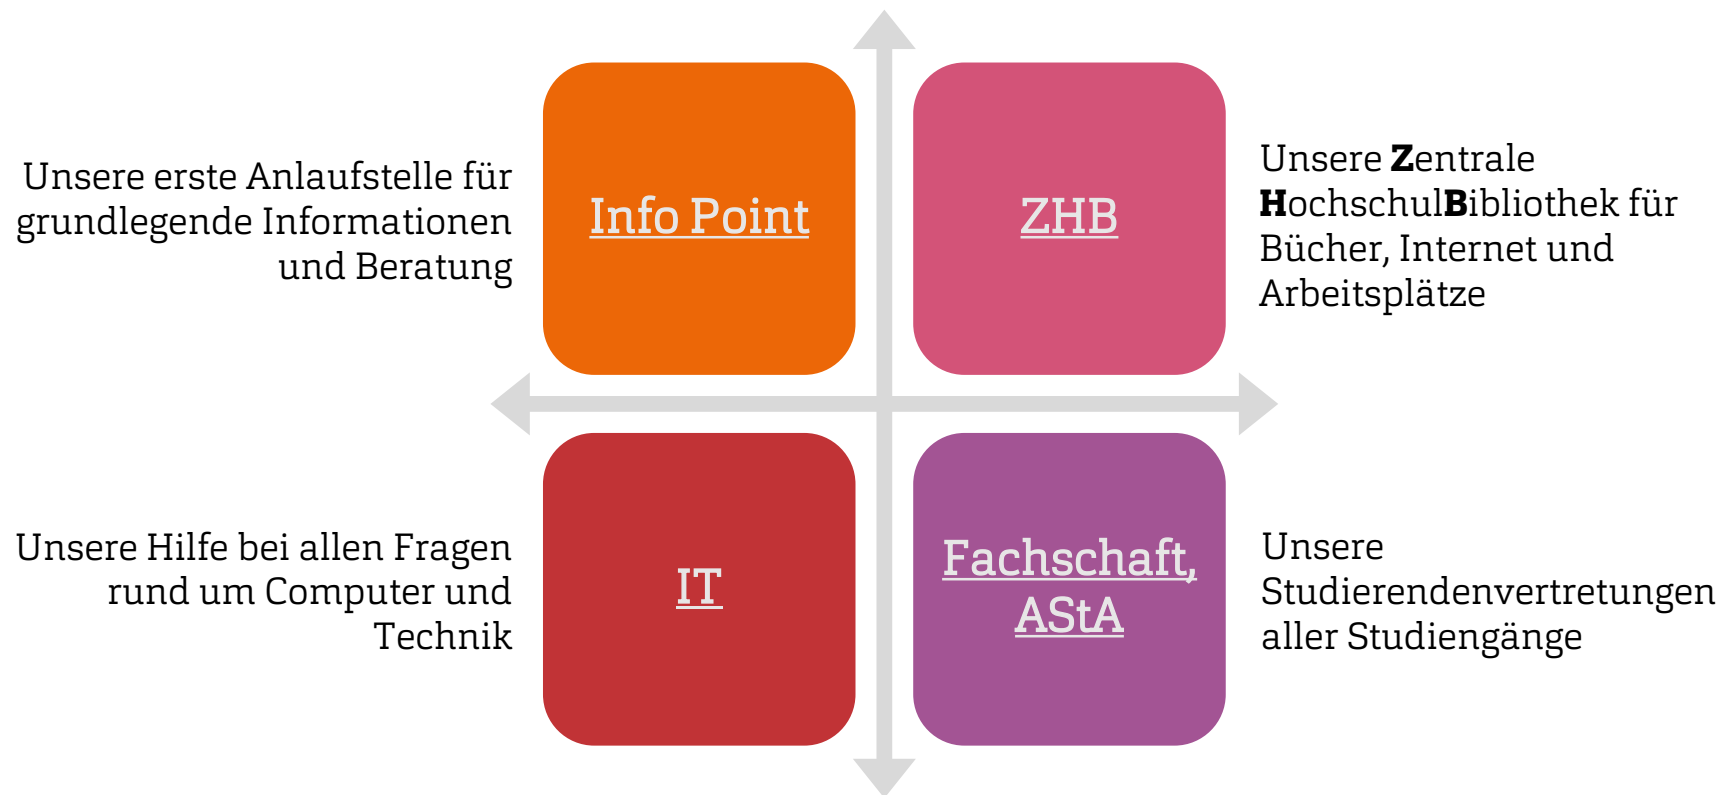 Unsere erste Anlaufstelle für
grundlegende Informationen
und Beratung
Info Point
ZHB
Unsere Zentrale
HochschulBibliothek für
Bücher, Internet und
Arbeitsplätze
Unsere Hilfe bei allen Fragen
rund um Computer und
Technik
IT
Fachschaft,
AStA
Unsere
Studierendenvertretungen
aller Studiengänge